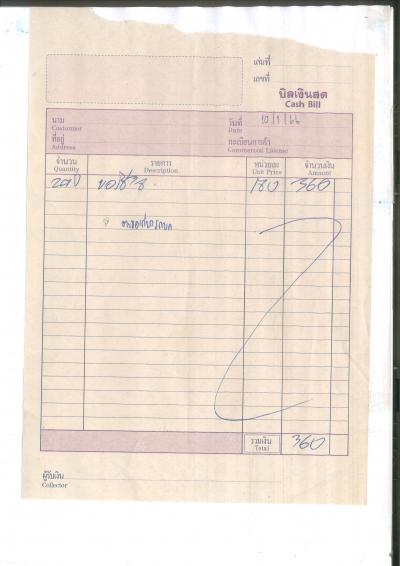 เล่มที่
เลขที่
บิลเงินสด
Cash Bill
นาม
Customer
วันที่ 10/1/66
Date
ที่อยู่
Address
ทะเบียนการค้า
Commercial License
จำนวน รายการ หน่วยละ จำนวนเงิน
Quantity Description Unit Price Amount
180 360
รวมเงิน 360
Total
ผู้รับเงิน
Collector